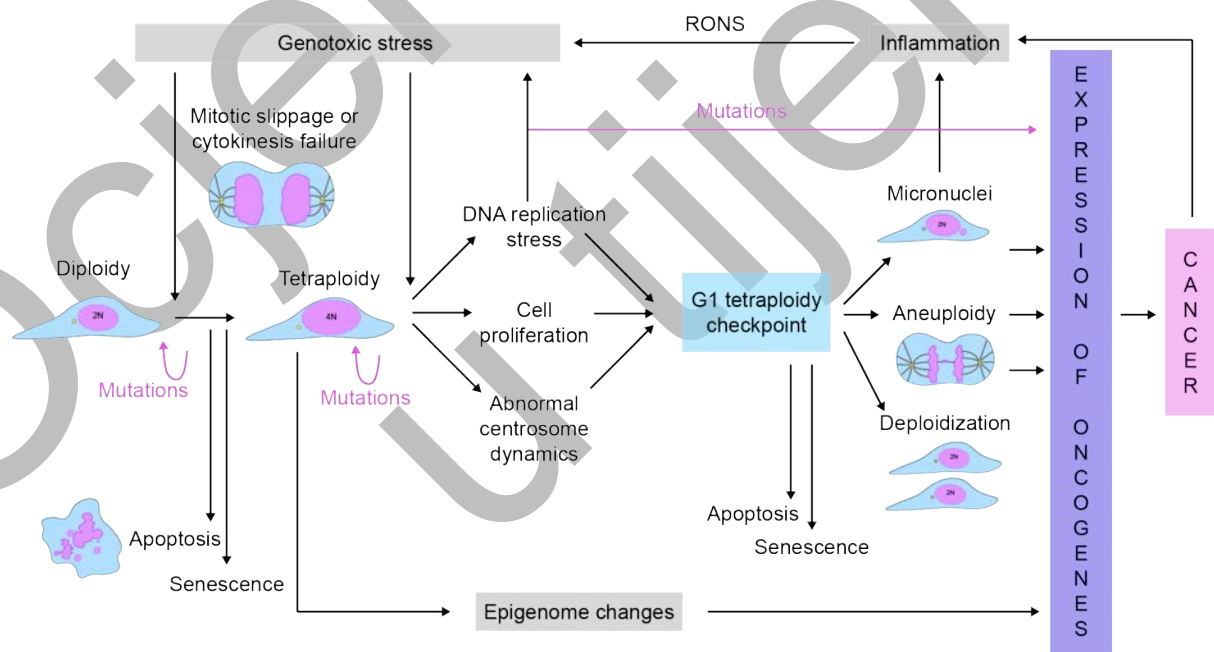 RONS
Genotoxic stress
Inflammation
Mutations
Mitotic slippage or
cytokinesis failure
Micronuclei
2N
DNA replication
stress
Diploidy
2N
Tetraploidy
4N
Cell
proliferation
G1 tetraploidy
checkpoint
Aneuploidy
Mutations
Mutations
Abnormal
centrosome
dynamics
Deploidization
2N
2N
Apoptosis
Senescence
Apoptosis
Senescence
Epigenome changes
EXPRESSION OF ONCOGENES
CANCER